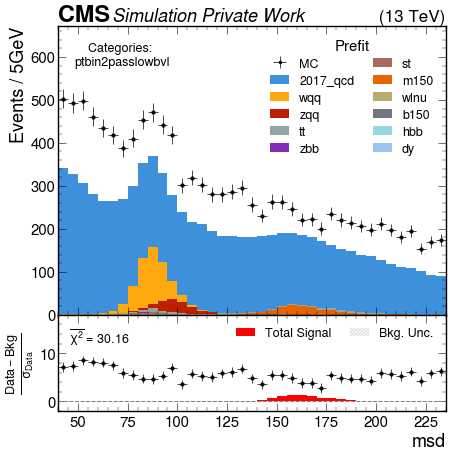 CMS Simulation Private Work (13 TeV)
Events / 5GeV
Categories:
ptbin2passlowbvl
Prefit
MC
2017_qcd
wqq
zqq
tt
zbb
st
m150
wlnu
b150
hbb
dy
600
500
400
300
200
100
0
Data − Bkg
σData
χ² = 30.16
Total Signal
Bkg. Unc.
10
0
50 75 100 125 150 175 200 225
msd